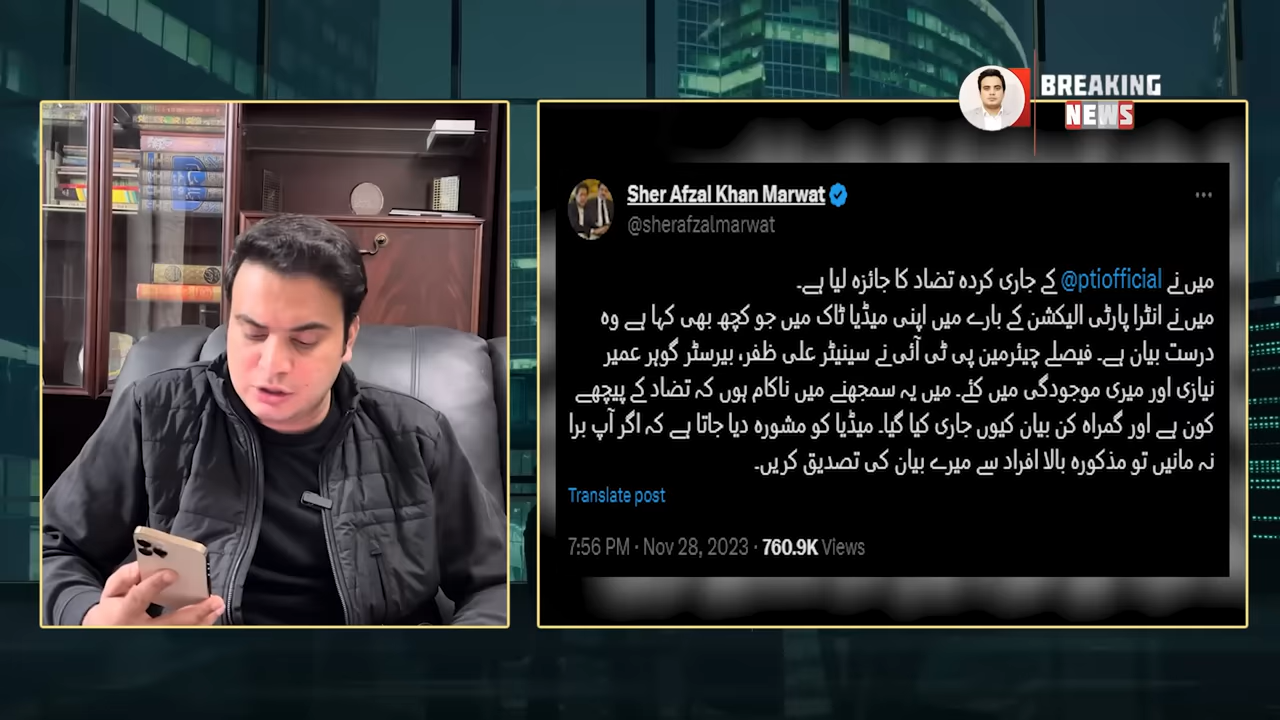 BREAKING
NEWS
Sher Afzal Khan Marwat
@sherafzalmarwat
میں نے @ptiofficial کے جاری کردہ تضاد کا جائزہ لیا ہے۔
میں نے انٹرا پارٹی الیکشن کے بارے میں اپنی میڈیا ٹاک میں جو کچھ بھی کہا ہے وہ
درست بیان ہے۔ فیصلے چیئرمین پی ٹی آئی نے سینیٹر علی ظفر، بیرسٹر گوہر عمیر
نیازی اور میری موجودگی میں کئے۔ میں یہ سمجھنے میں ناکام ہوں کہ تضاد کے پیچھے
کون ہے اور گمراہ کن بیان کیوں جاری کیا گیا۔ میڈیا کو مشورہ دیا جاتا ہے کہ اگر آپ برا
نہ مانیں تو مذکورہ بالا افراد سے میرے بیان کی تصدیق کریں۔
Translate post
7:56 PM · Nov 28, 2023 · 760.9K Views